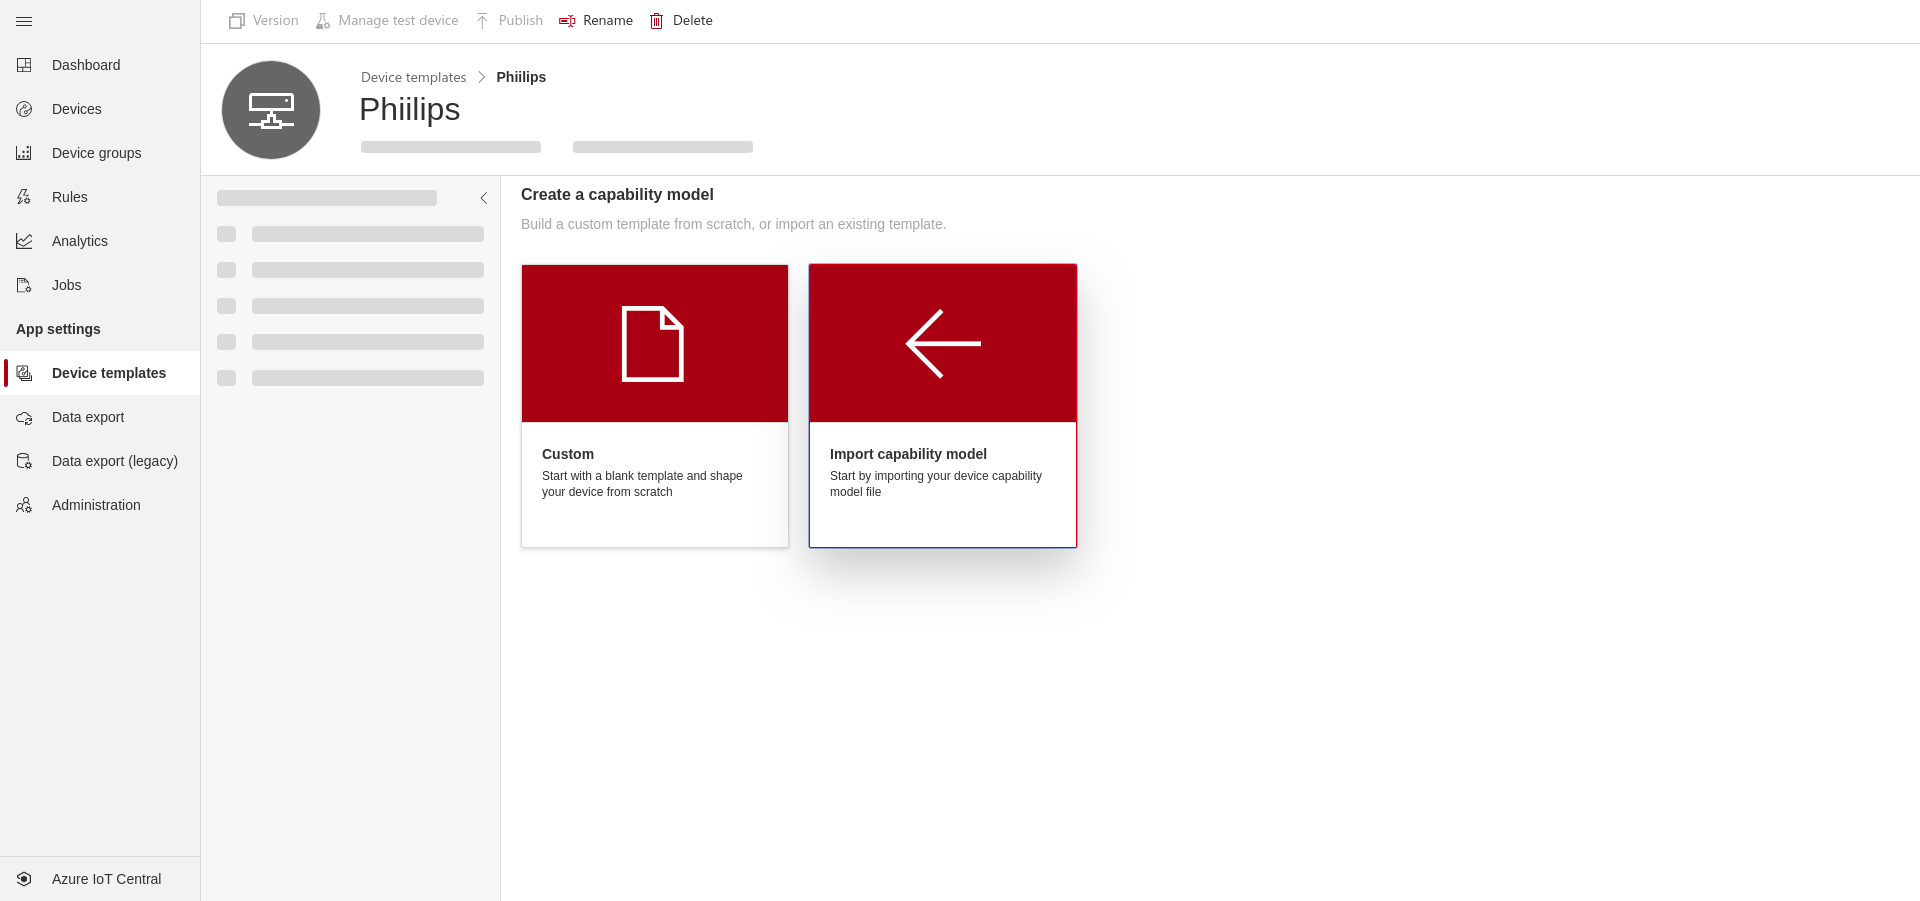 Version
Manage test device
Publish
Rename
Delete
Dashboard
Devices
Device groups
Rules
Analytics
Jobs
App settings
Device templates
Data export
Data export (legacy)
Administration
Azure IoT Central
Device templates > Phiilips
Phiilips
Create a capability model
Build a custom template from scratch, or import an existing template.
Custom
Start with a blank template and shape
your device from scratch
Import capability model
Start by importing your device capability
model file